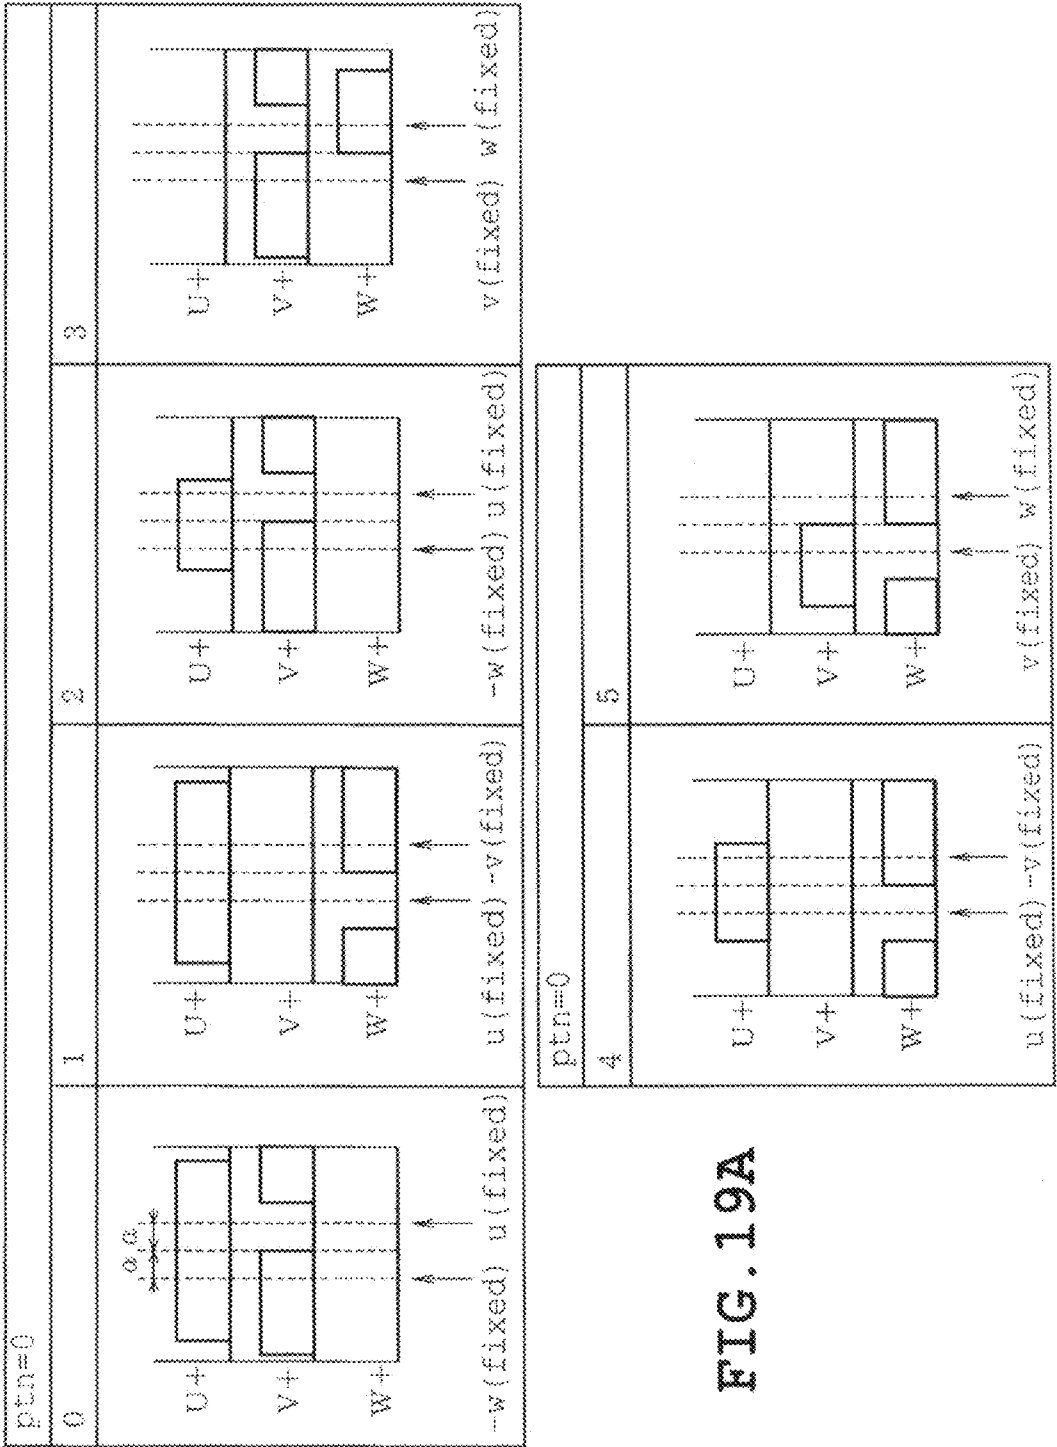 ptn=0
0
1
2
3
α α
U+
V+
W+
-w(fixed) u(fixed)
U+
V+
W+
u(fixed) -v(fixed)
U+
V+
W+
-w(fixed) u(fixed)
U+
V+
W+
v(fixed) w(fixed)
ptn=0
4
5
U+
V+
W+
u(fixed) -v(fixed)
U+
V+
W+
v(fixed) w(fixed)
FIG.19A